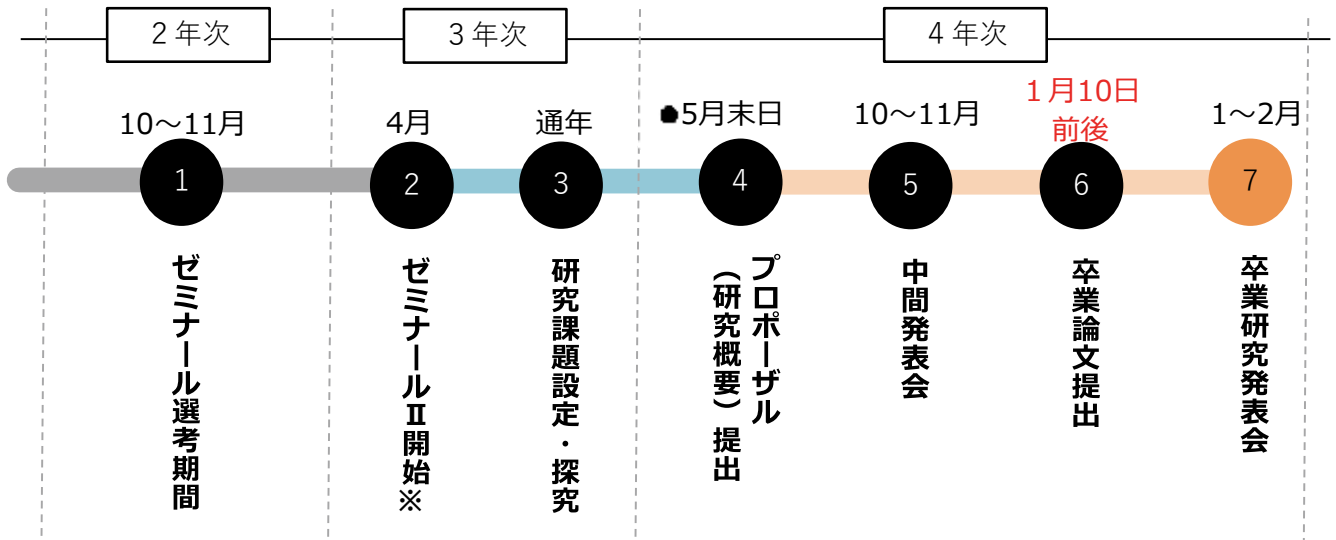 2年次
3年次
4年次
10～11月
4月
通年
●5月末日
10～11月
1月10日
前後
1～2月
1
2
3
4
5
6
7
ゼミナール選考期間
ゼミナールⅡ開始※
研究課題設定・探究
プロポーザル
（研究概要）提出
中間発表会
卒業論文提出
卒業研究発表会